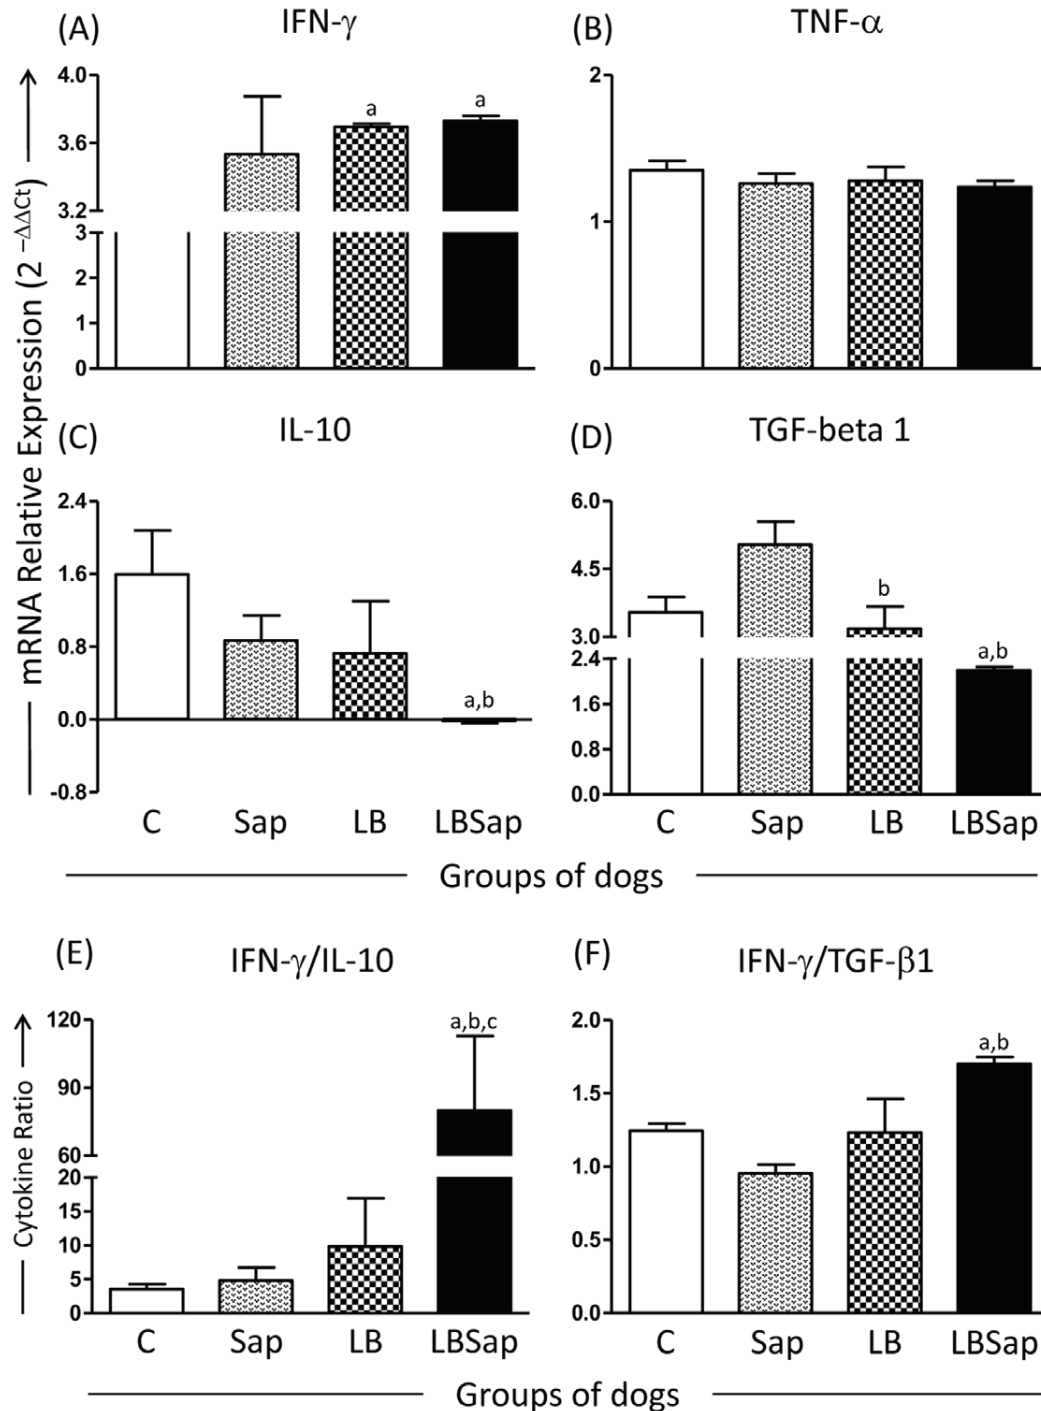 (A)
IFN-γ
(B)
TNF-α
mRNA Relative Expression (2 −ΔΔCt)
4.0
3.6
3.2
3
2
1
0
a
a
2
1
0
(C)
IL-10
(D)
TGF-beta 1
2.4
1.6
0.8
0.0
-0.8
a,b
6.0
4.5
3.0
2.4
1.6
0.8
0.0
b
a,b
C Sap LB LBSap
C Sap LB LBSap
Groups of dogs
(E)
IFN-γ/IL-10
(F)
IFN-γ/TGF-β1
Cytokine Ratio
120
90
60
20
15
10
5
0
a,b,c
2.0
1.5
1.0
0.5
0.0
a,b
C Sap LB LBSap
C Sap LB LBSap
Groups of dogs